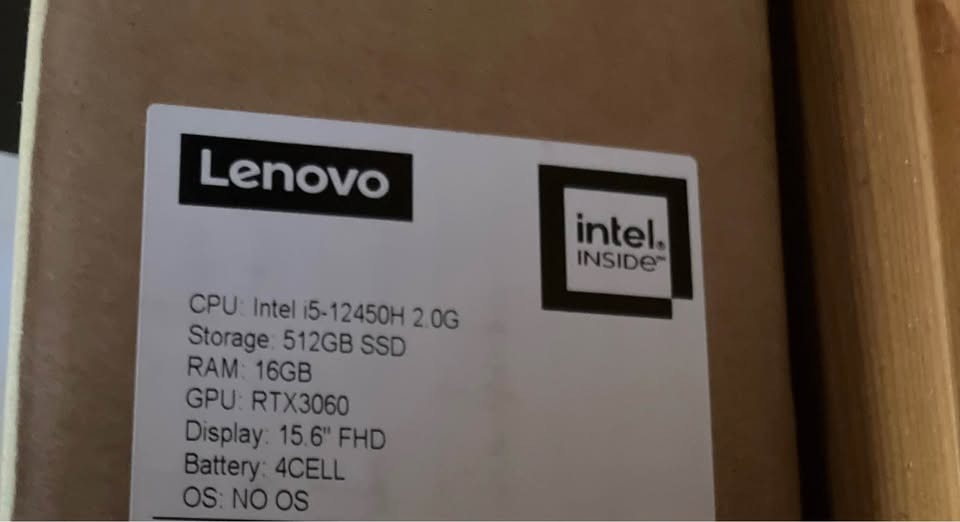 Lenovo
intel®
INSIDE™
CPU: Intel i5-12450H 2.0G
Storage: 512GB SSD
RAM: 16GB
GPU: RTX3060
Display: 15.6" FHD
Battery: 4CELL
OS: NO OS